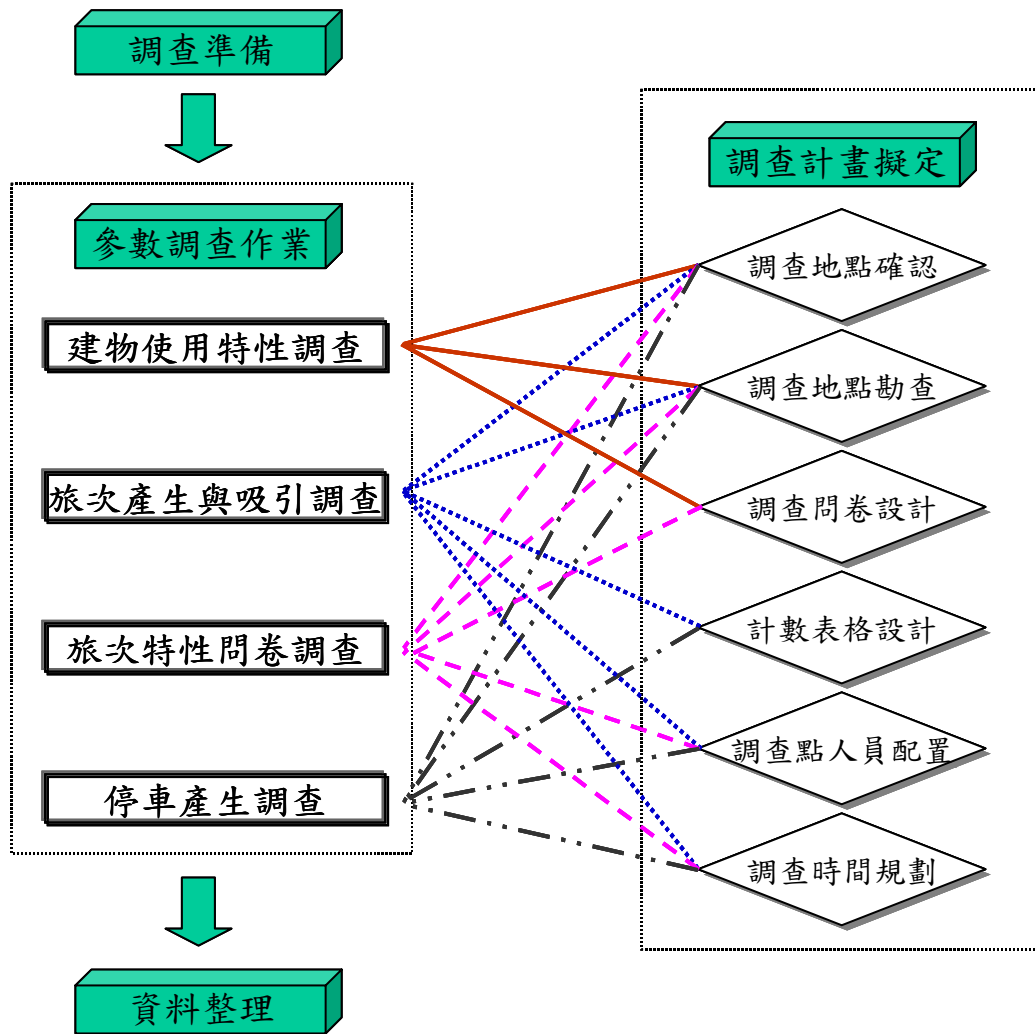 調查準備
參數調查作業
建物使用特性調查
旅次產生與吸引調查
旅次特性問卷調查
停車產生調查
資料整理
調查計畫擬定
調查地點確認
調查地點勘查
調查問卷設計
計數表格設計
調查點人員配置
調查時間規劃